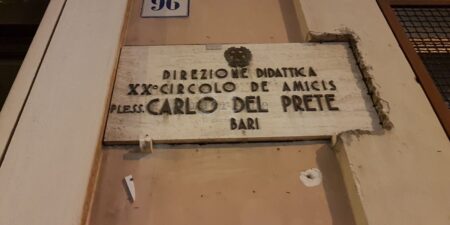 96
DIREZIONE DIDATTICA
XX° CIRCOLO DE' AMICIS
PLESS. CARLO DEL PRETE
BARI